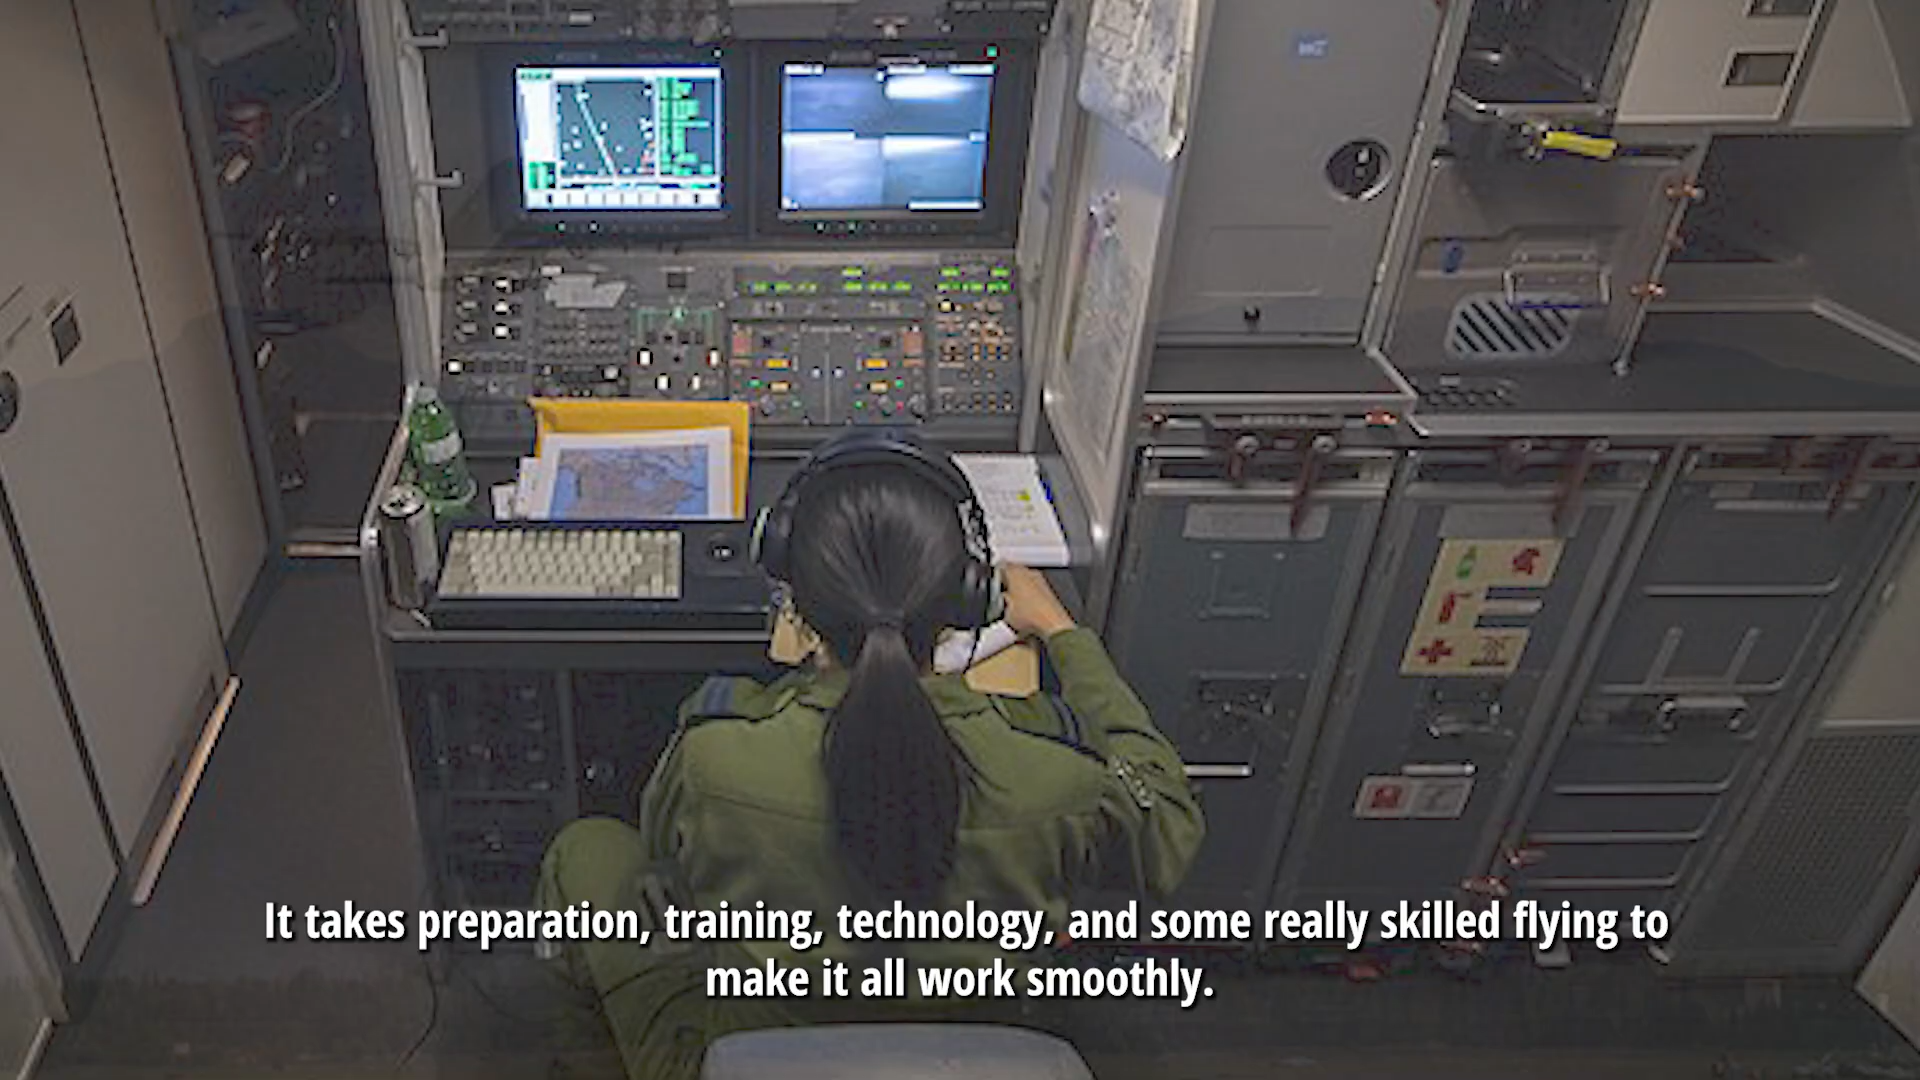 It takes preparation, training, technology, and some really skilled flying to
make it all work smoothly.